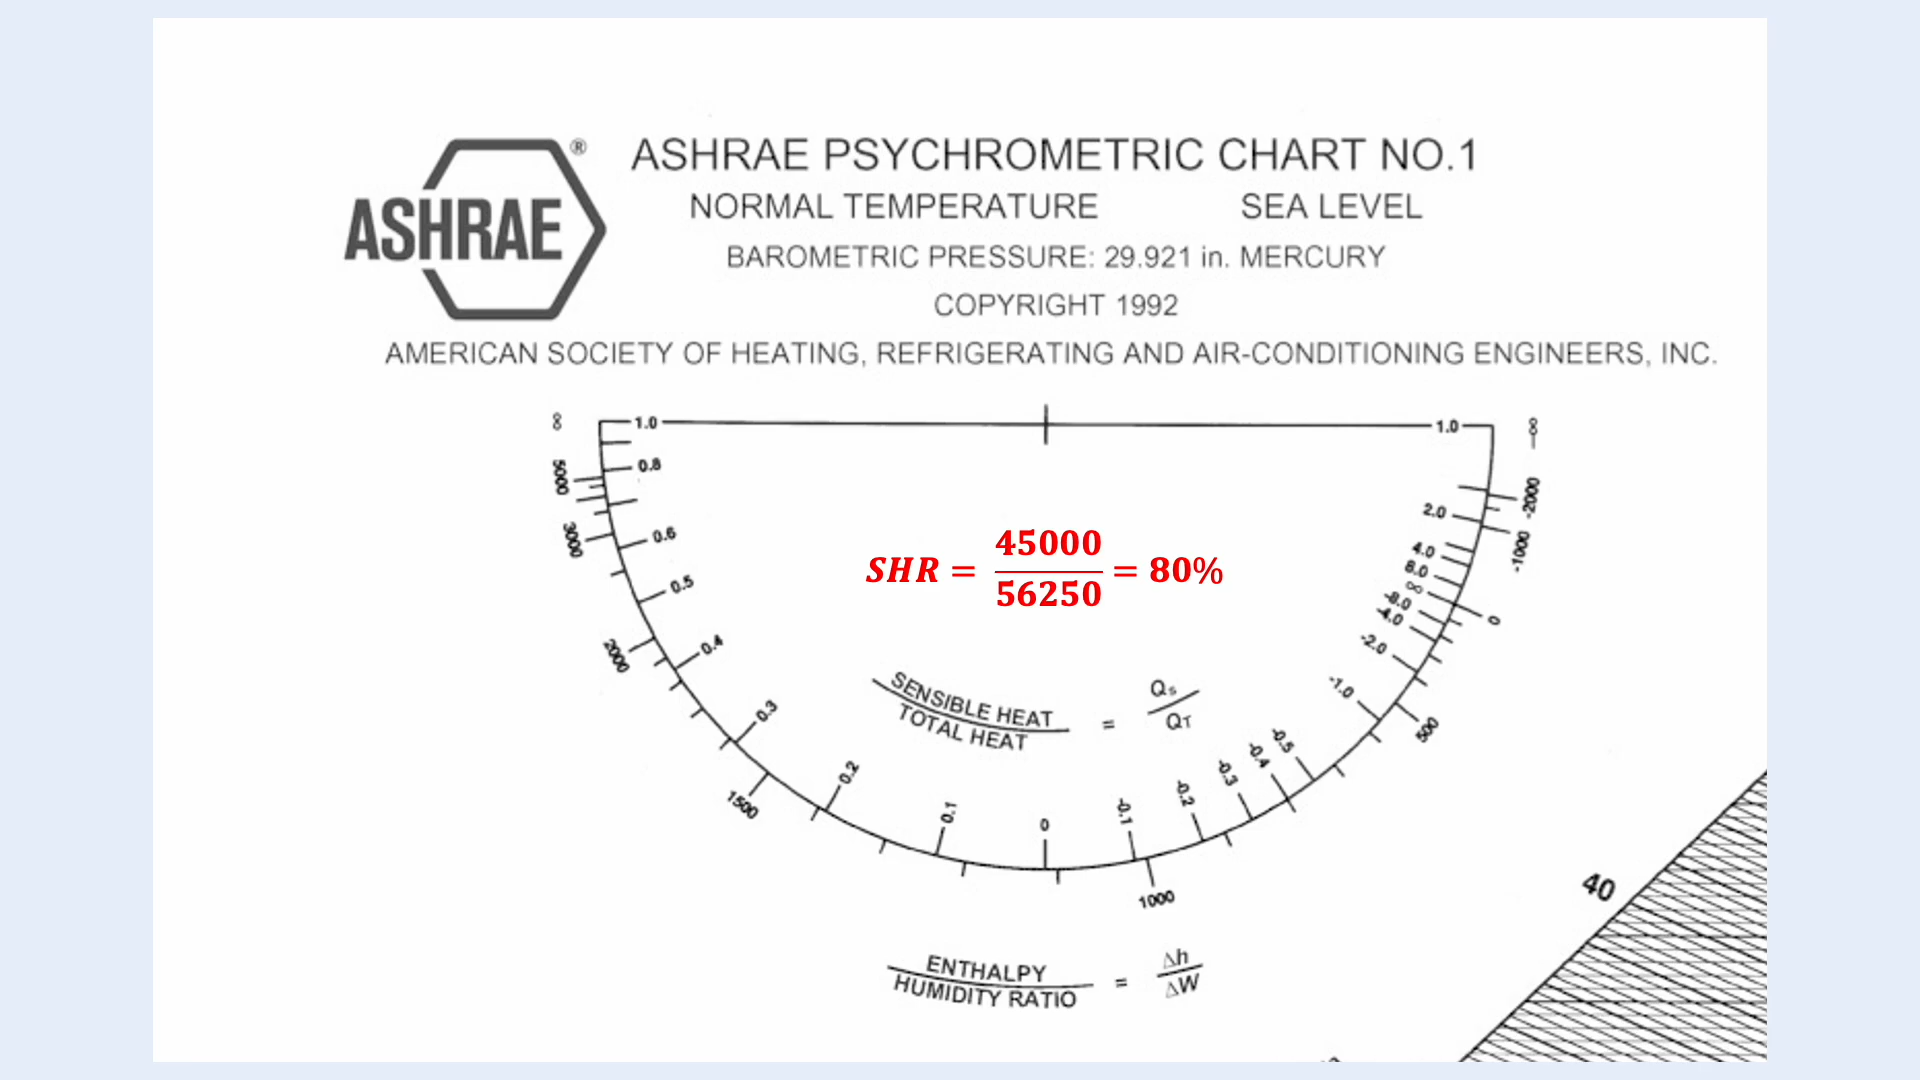 ASHRAE®
ASHRAE PSYCHROMETRIC CHART NO.1
NORMAL TEMPERATURE SEA LEVEL
BAROMETRIC PRESSURE: 29.921 in. MERCURY
COPYRIGHT 1992
AMERICAN SOCIETY OF HEATING, REFRIGERATING AND AIR-CONDITIONING ENGINEERS, INC.
∞ 1.0 1.0 -∞
5000 0.8 -2000
2.0
3000 0.6 4.0 -1000
8.0
0.5 ∞
-8.0 0
-4.0
2000 0.4 -2.0
-1.0
0.3 500
-0.5
-0.4
0.2 -0.3
1500 0.1 -0.2
0 -0.1
1000
SHR = 45000/56250 = 80%
SENSIBLE HEAT/TOTAL HEAT = Qs/QT
40
ENTHALPY/HUMIDITY RATIO = Δh/ΔW